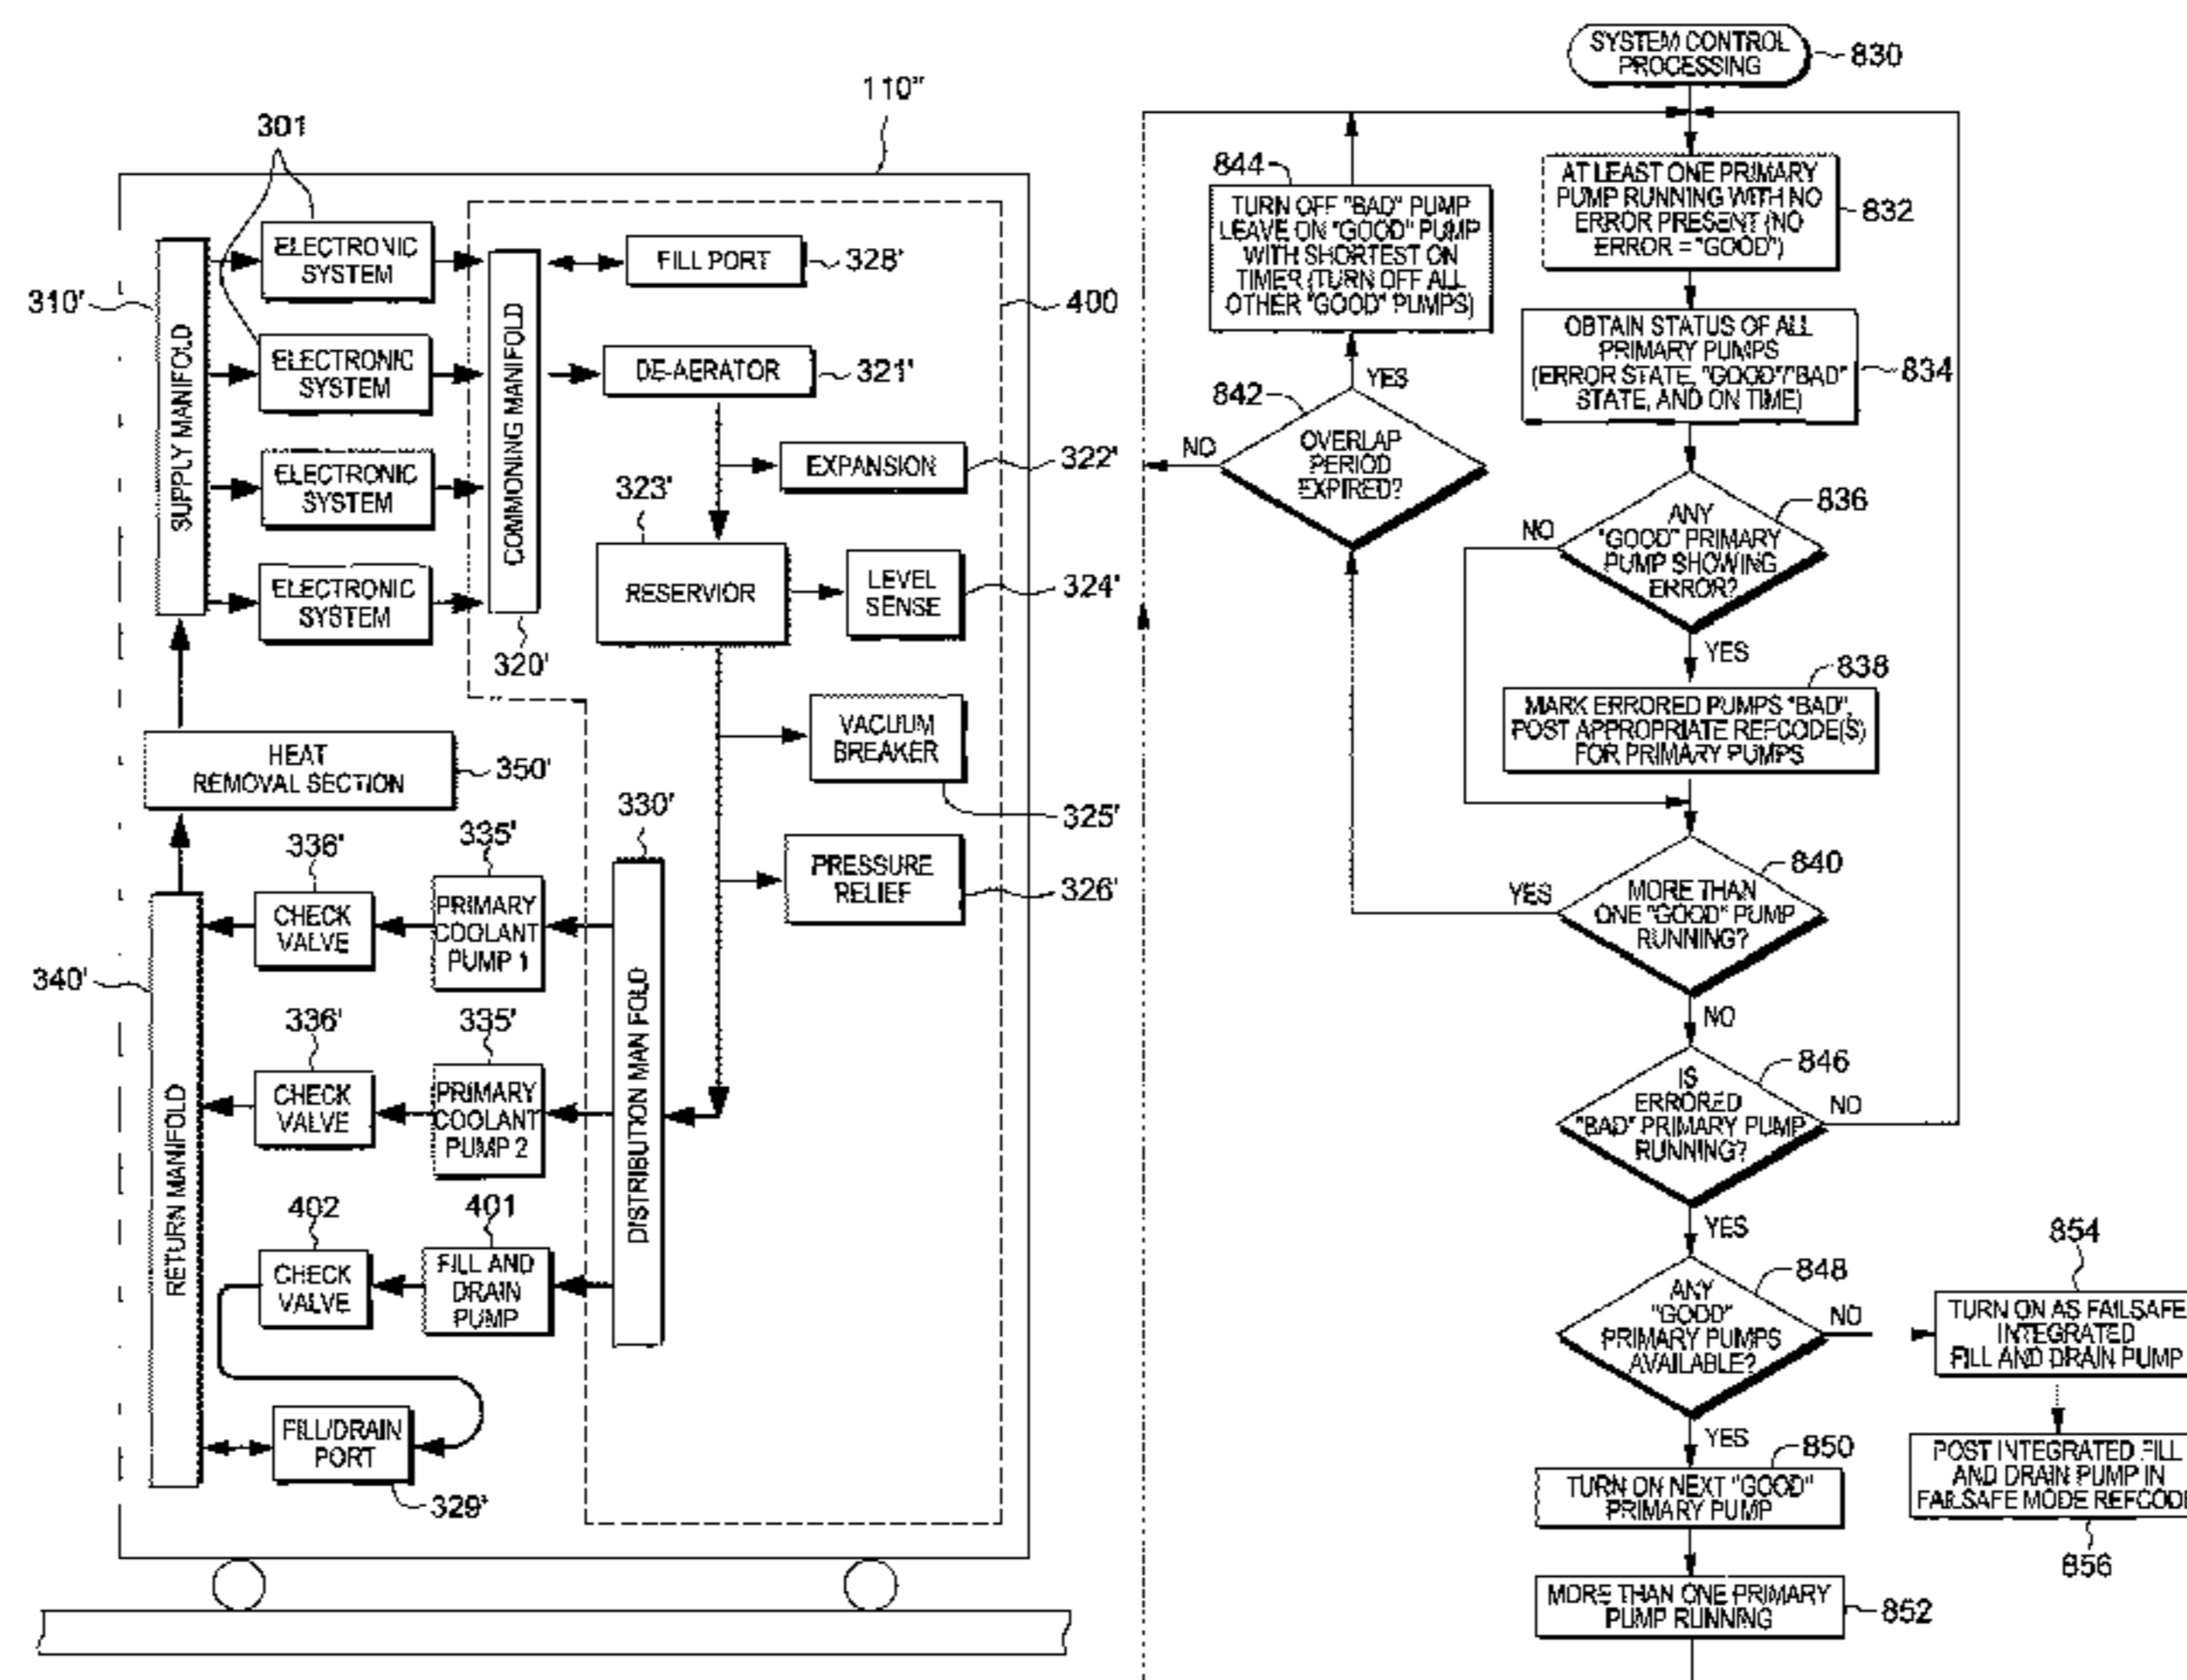 110"
301
310'
SUPPLY MANIFOLD
ELECTRONIC
SYSTEM
ELECTRONIC
SYSTEM
ELECTRONIC
SYSTEM
ELECTRONIC
SYSTEM
COMMONING MANIFOLD
320'
FILL PORT
328'
400
DE-AERATOR
321'
EXPANSION
322'
323'
RESERVIOR
LEVEL
SENSE
324'
VACUUM
BREAKER
325'
PRESSURE
RELIEF
326'
HEAT
REMOVAL SECTION
350'
330'
DISTRIBUTION MANIFOLD
340'
RETURN MANIFOLD
336'
CHECK
VALVE
335'
PRIMARY
COOLANT
PUMP 1
336'
CHECK
VALVE
335'
PRIMARY
COOLANT
PUMP 2
402
CHECK
VALVE
401
FILL AND
DRAIN
PUMP
FILL/DRAIN
PORT
329'
SYSTEM CONTROL
PROCESSING
830
AT LEAST ONE PRIMARY
PUMP RUNNING WITH NO
ERROR PRESENT (NO
ERROR = "GOOD")
832
OBTAIN STATUS OF ALL
PRIMARY PUMPS
(ERROR STATE, "GOOD"/"BAD"
STATE, AND ON TIME)
834
844
TURN OFF "BAD" PUMP
LEAVE ON "GOOD" PUMP
WITH SHORTEST ON
TIMER (TURN OFF ALL
OTHER "GOOD" PUMPS)
YES
842
OVERLAP
PERIOD
EXPIRED?
NO
836
ANY
"GOOD" PRIMARY
PUMP SHOWING
ERROR?
NO
YES
838
MARK ERRORED PUMPS "BAD",
POST APPROPRIATE REFCODE(S)
FOR PRIMARY PUMPS
840
MORE THAN
ONE "GOOD" PUMP
RUNNING?
YES
NO
846
IS
ERRORED
"BAD" PRIMARY PUMP
RUNNING?
NO
YES
848
ANY
"GOOD"
PRIMARY PUMPS
AVAILABLE?
NO
YES
854
TURN ON AS FAILSAFE
INTEGRATED
FILL AND DRAIN PUMP
POST INTEGRATED FILL
AND DRAIN PUMP IN
FAILSAFE MODE REFCODE
856
850
TURN ON NEXT "GOOD"
PRIMARY PUMP
MORE THAN ONE PRIMARY
PUMP RUNNING
852